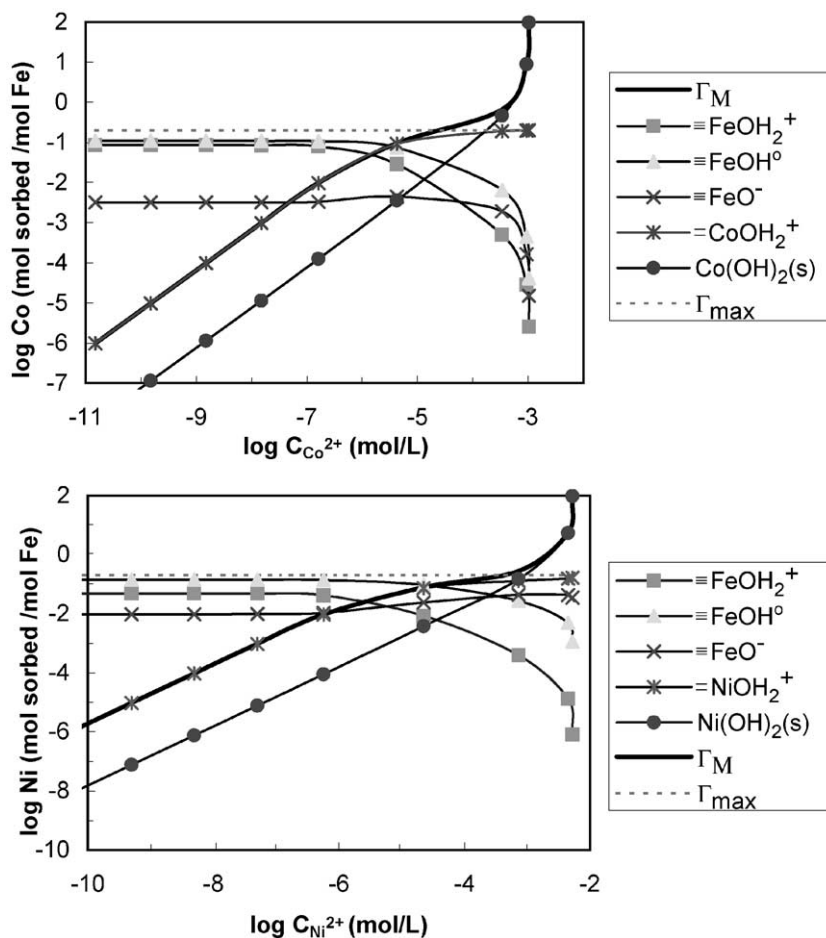 2
1
0
-1
-2
-3
-4
-5
-6
-7
log Co (mol sorbed /mol Fe)
-11 -9 -7 -5 -3
log C_Co²⁺ (mol/L)
Γ_M
≡FeOH₂⁺
≡FeOH°
≡FeO⁻
=CoOH₂⁺
Co(OH)₂(s)
Γ_max
2
0
-2
-4
-6
-8
-10
log Ni (mol sorbed /mol Fe)
-10 -8 -6 -4 -2
log C_Ni²⁺ (mol/L)
≡FeOH₂⁺
≡FeOH°
≡FeO⁻
=NiOH₂⁺
Ni(OH)₂(s)
Γ_M
Γ_max